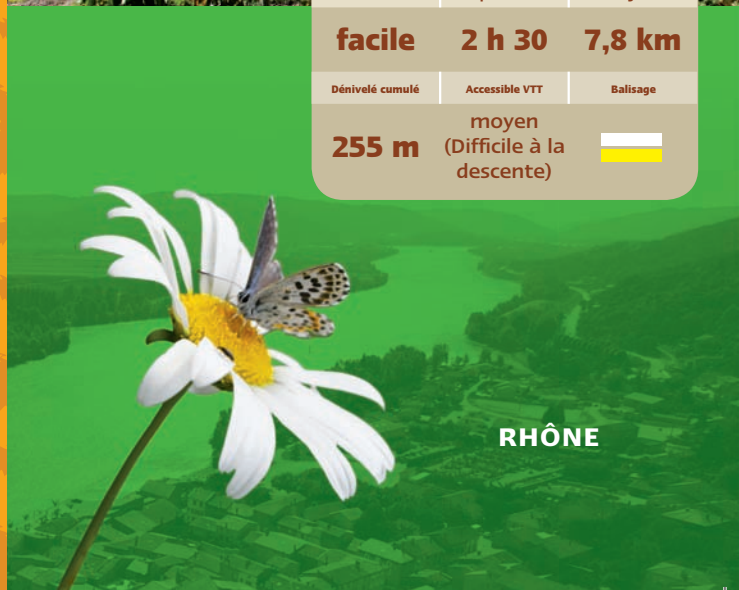 facile 2 h 30 7,8 km
Dénivelé cumulé Accessible VTT Balisage
255 m moyen
(Difficile à la
descente)
RHÔNE